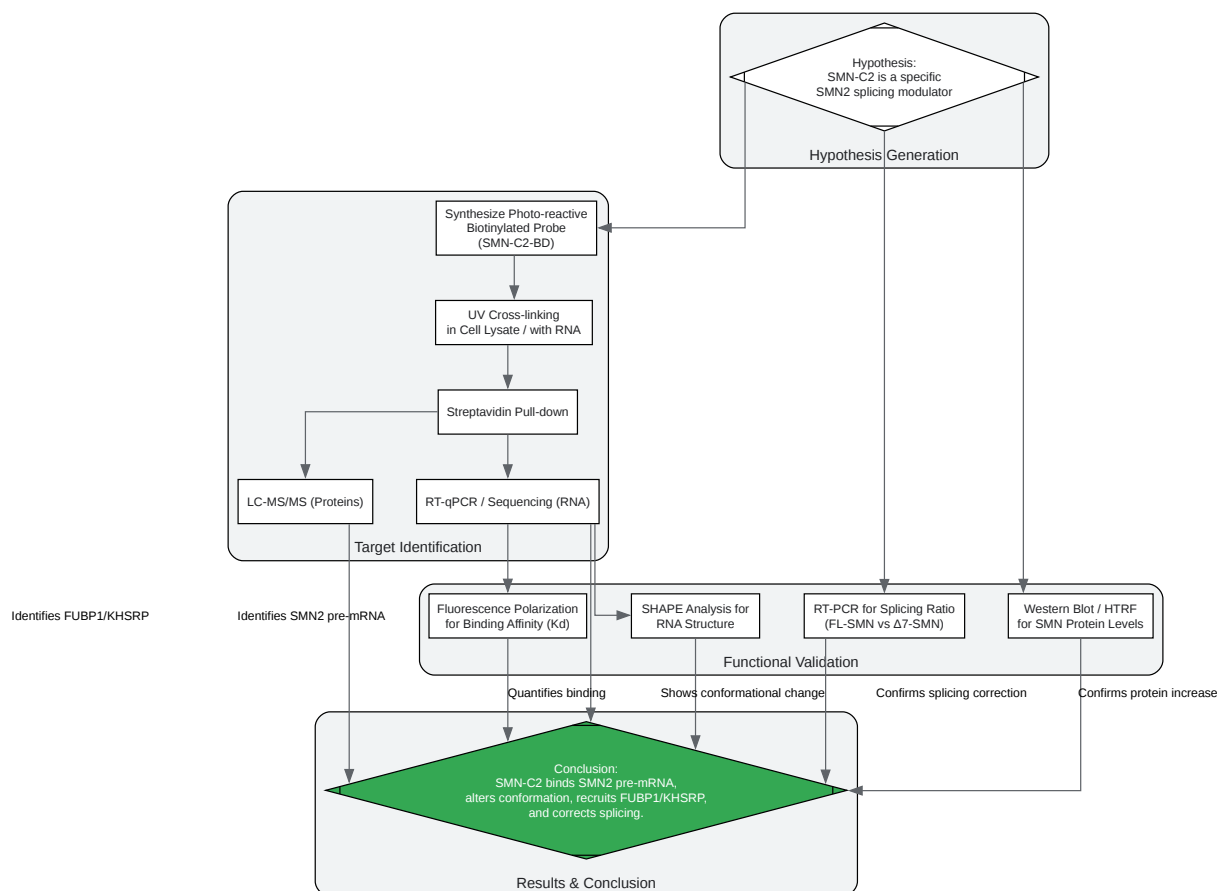 Hypothesis:
SMN-C2 is a specific
SMN2 splicing modulator
Hypothesis Generation
Synthesize Photo-reactive
Biotinylated Probe
(SMN-C2-BD)
UV Cross-linking
in Cell Lysate / with RNA
Streptavidin Pull-down
LC-MS/MS (Proteins)
RT-qPCR / Sequencing (RNA)
Target Identification
Identifies FUBP1/KHSRP
Identifies SMN2 pre-mRNA
Fluorescence Polarization
for Binding Affinity (Kd)
SHAPE Analysis for
RNA Structure
RT-PCR for Splicing Ratio
(FL-SMN vs Δ7-SMN)
Western Blot / HTRF
for SMN Protein Levels
Functional Validation
Quantifies binding
Shows conformational change
Confirms splicing correction
Confirms protein increase
Conclusion:
SMN-C2 binds SMN2 pre-mRNA,
alters conformation, recruits FUBP1/KHSRP,
and corrects splicing.
Results & Conclusion